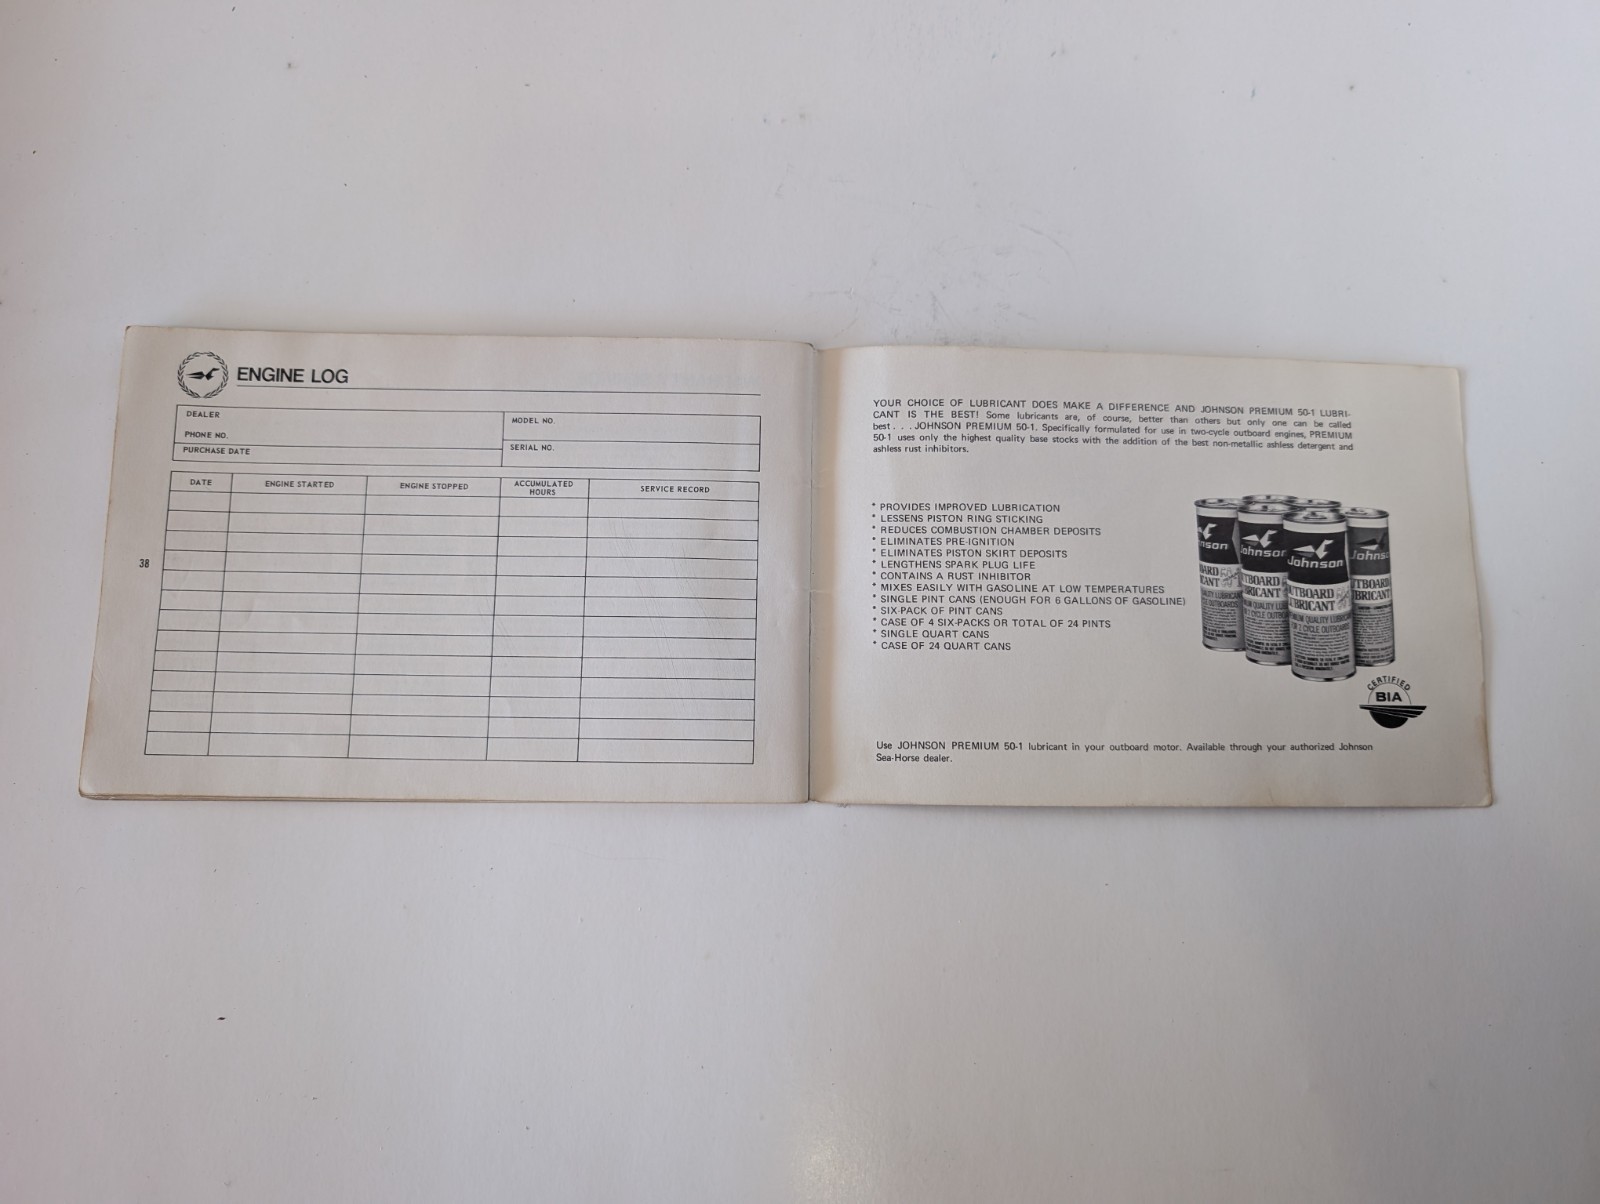 ENGINE LOG
DEALER
MODEL NO.
PHONE NO.
PURCHASE DATE
SERIAL NO.
DATE
ENGINE STARTED
ENGINE STOPPED
ACCUMULATED
HOURS
SERVICE RECORD
38
YOUR CHOICE OF LUBRICANT DOES MAKE A DIFFERENCE AND JOHNSON PREMIUM 50-1 LUBRI-
CANT IS THE BEST! Some lubricants are, of course, better than others but only one can be called
best . . . JOHNSON PREMIUM 50-1. Specifically formulated for use in two-cycle outboard engines, PREMIUM
50-1 uses only the highest quality base stocks with the addition of the best non-metallic ashless detergent and
ashless rust inhibitors.
* PROVIDES IMPROVED LUBRICATION
* LESSENS PISTON RING STICKING
* REDUCES COMBUSTION CHAMBER DEPOSITS
* ELIMINATES PRE-IGNITION
* ELIMINATES PISTON SKIRT DEPOSITS
* LENGTHENS SPARK PLUG LIFE
* CONTAINS A RUST INHIBITOR
* MIXES EASILY WITH GASOLINE AT LOW TEMPERATURES
* SINGLE PINT CANS (ENOUGH FOR 6 GALLONS OF GASOLINE)
* SIX-PACK OF PINT CANS
* CASE OF 4 SIX-PACKS OR TOTAL OF 24 PINTS
* SINGLE QUART CANS
* CASE OF 24 QUART CANS
Johnson
OUTBOARD
LUBRICANT
CERTIFIED
BIA
Use JOHNSON PREMIUM 50-1 lubricant in your outboard motor. Available through your authorized Johnson
Sea-Horse dealer.